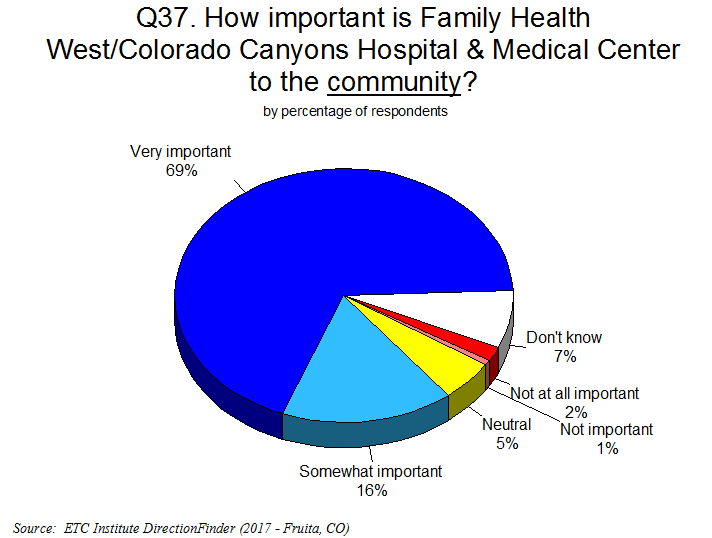 Q37. How important is Family Health
West/Colorado Canyons Hospital & Medical Center
to the community?
by percentage of respondents
Very important
69%
Don't know
7%
Not at all important
2%
Not important
1%
Neutral
5%
Somewhat important
16%
Source:  ETC Institute DirectionFinder (2017 - Fruita, CO)